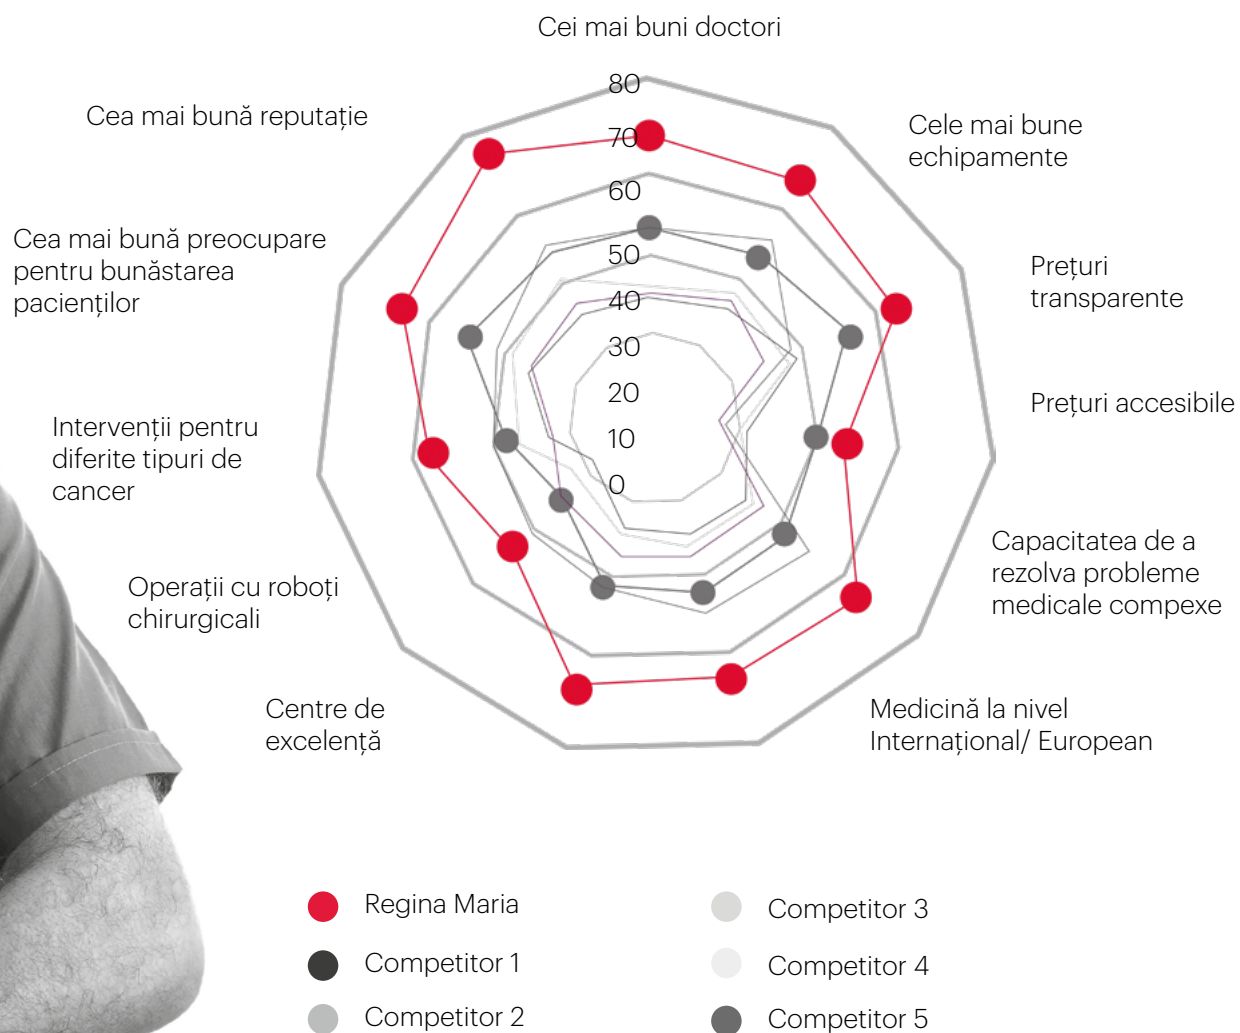 Cei mai buni doctori
80
Cea mai bună reputație
Cele mai bune
echipamente
70
60
Cea mai bună preocupare
pentru bunăstarea
pacienților
50
Prețuri
transparente
40
30
20
Prețuri accesibile
Intervenții pentru
diferite tipuri de
cancer
10
0
Capacitatea de a
rezolva probleme
medicale compexe
Operații cu roboți
chirurgicali
Centre de
excelență
Medicină la nivel
Internațional/ European
Regina Maria
Competitor 1
Competitor 2
Competitor 3
Competitor 4
Competitor 5